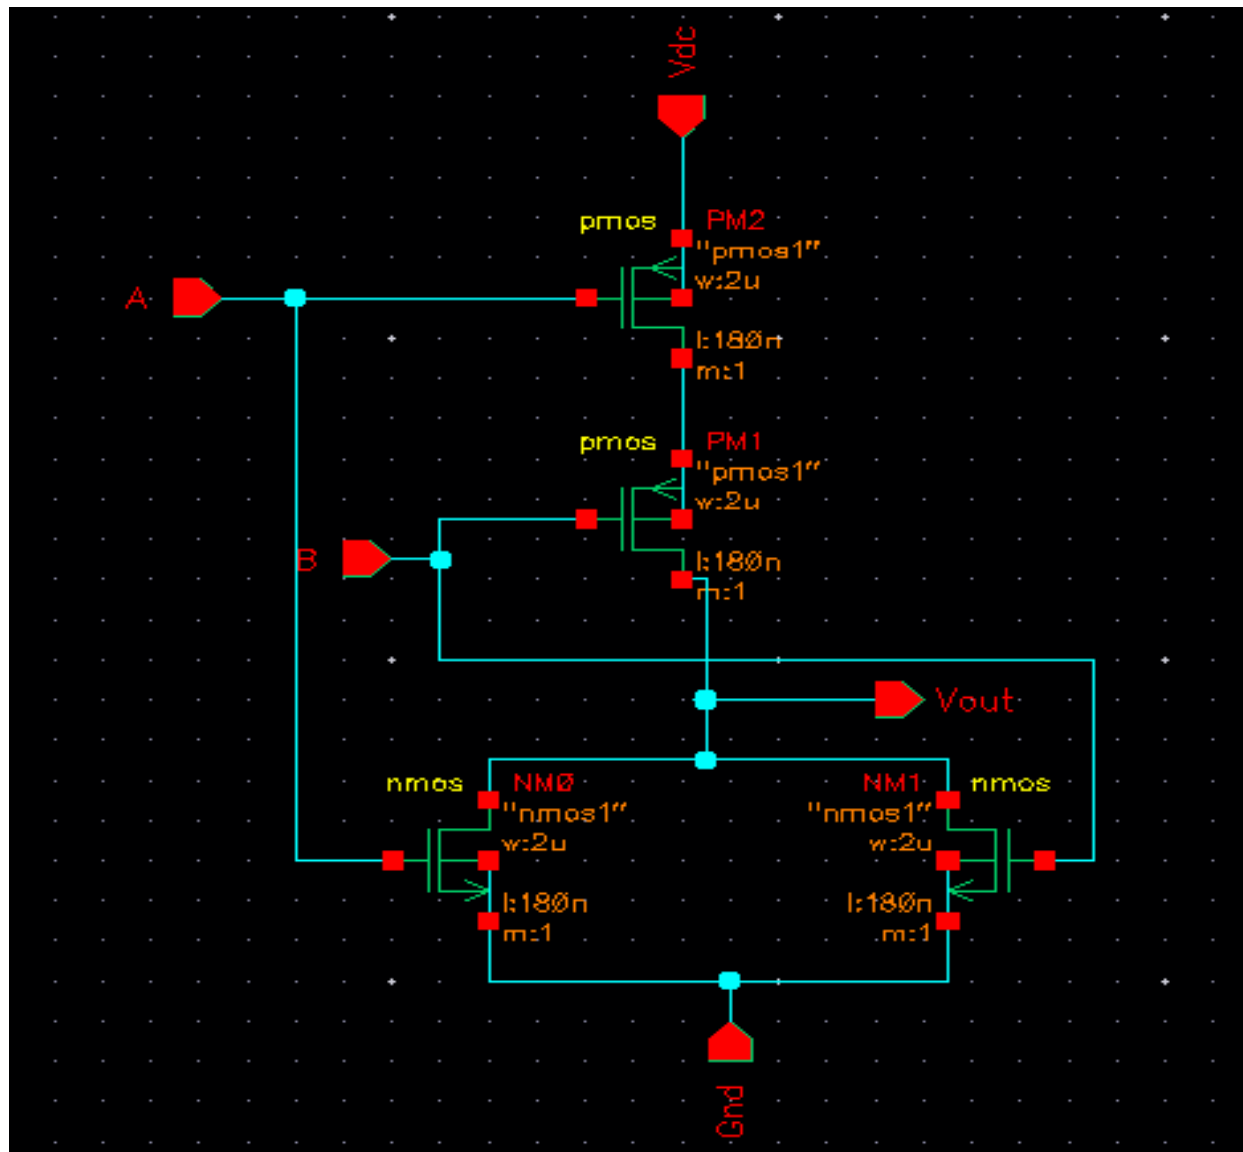 Vdc
pmos PM2
"pmos1"
w:2u
A
l:180n
m:1
pmos PM1
"pmos1"
w:2u
B
l:180n
m:1
Vout
nmos NM0
NM1 nmos
"nmos1"
"nmos1"
w:2u
w:2u
l:180n
l:180n
m:1
m:1
Gnd